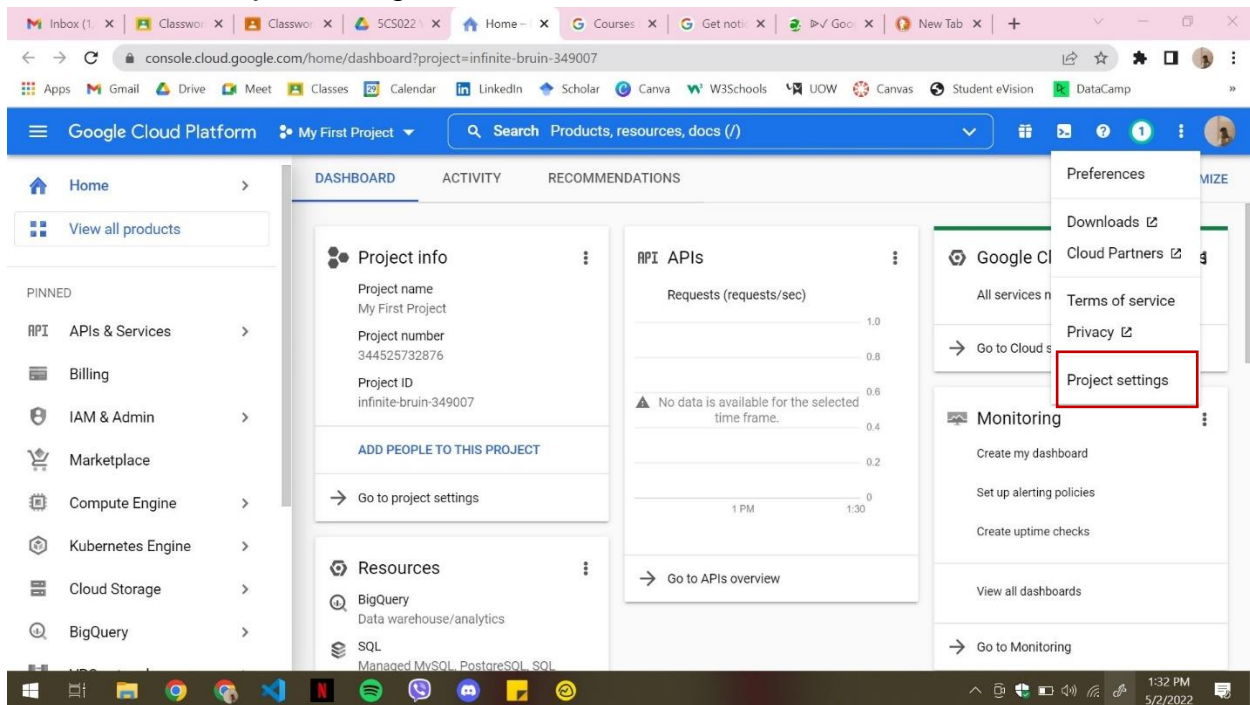 Inbox (1
Classwor
Classwor
5CS022
Home –
Courses
Get notic
Goo
New Tab
console.cloud.google.com/home/dashboard?project=infinite-bruin-349007
Apps
Gmail
Drive
Meet
Classes
Calendar
LinkedIn
Scholar
Canva
W3Schools
UOW
Canvas
Student eVision
DataCamp
»
Google Cloud Platform
My First Project
Search Products, resources, docs (/)
1
Home
View all products
PINNED
API APIs & Services
Billing
IAM & Admin
Marketplace
Compute Engine
Kubernetes Engine
Cloud Storage
BigQuery
DASHBOARD
ACTIVITY
RECOMMENDATIONS
MIZE
Project info
Project name
My First Project
Project number
344525732876
Project ID
infinite-bruin-349007
ADD PEOPLE TO THIS PROJECT
Go to project settings
Resources
BigQuery
Data warehouse/analytics
SQL
Managed MySQL, PostgreSQL, SQL
API APIs
Requests (requests/sec)
1.0
0.8
0.6
No data is available for the selected
time frame.
0.4
0.2
0
1 PM
1:30
Go to APIs overview
Google Cl
All services n
Go to Cloud s
Monitoring
Create my dashboard
Set up alerting policies
Create uptime checks
View all dashboards
Go to Monitoring
Preferences
Downloads
Cloud Partners
Terms of service
Privacy
Project settings
1:32 PM
5/2/2022